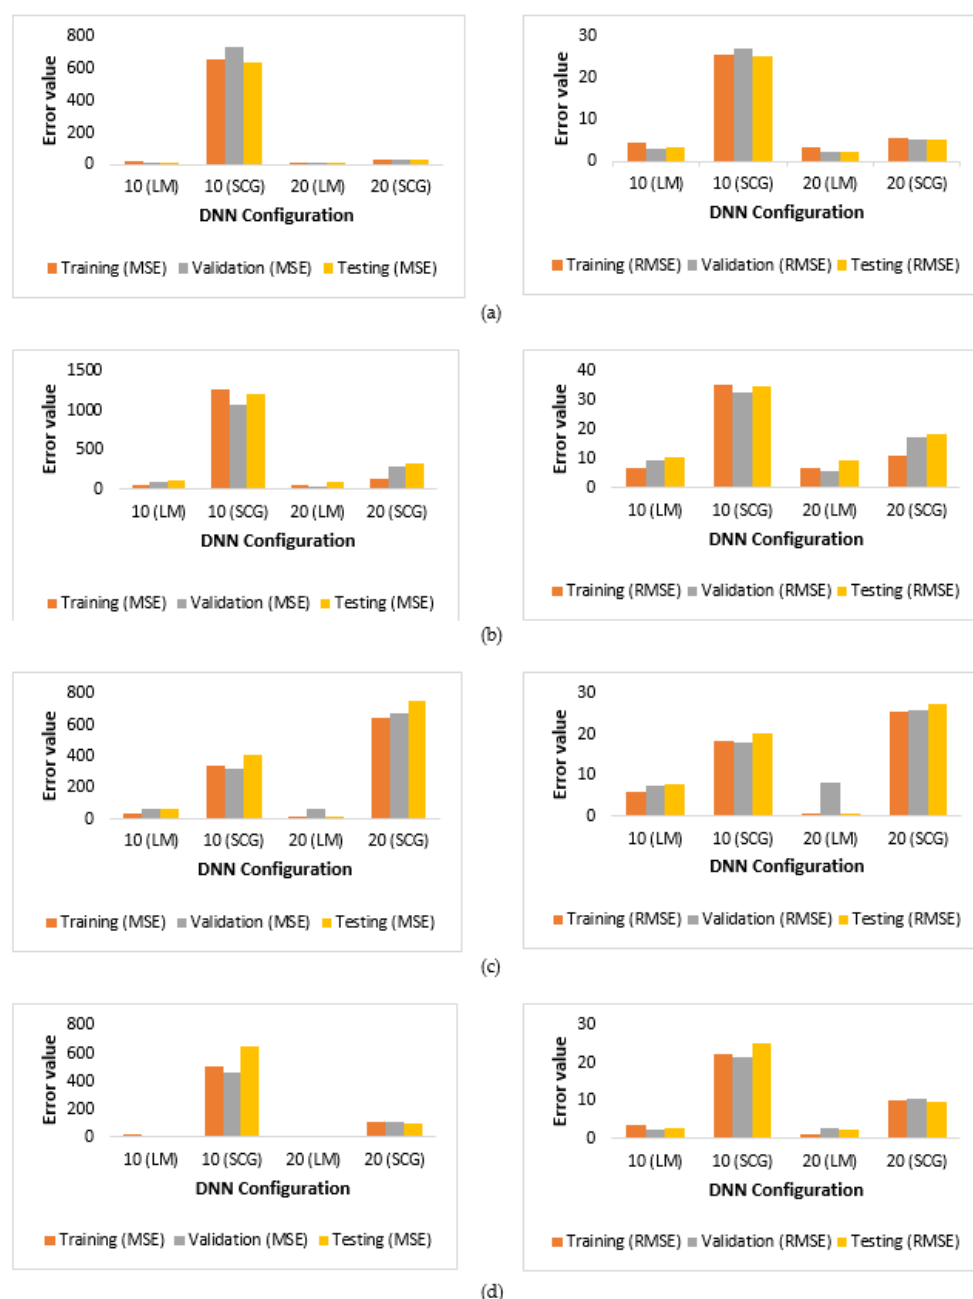 800
600
400
200
0
Error value
10 (LM) 10 (SCG) 20 (LM) 20 (SCG)
DNN Configuration
Training (MSE) Validation (MSE) Testing (MSE)
30
20
10
0
Error value
10 (LM) 10 (SCG) 20 (LM) 20 (SCG)
DNN Configuration
Training (RMSE) Validation (RMSE) Testing (RMSE)
(a)
1500
1000
500
0
Error value
10 (LM) 10 (SCG) 20 (LM) 20 (SCG)
DNN Configuration
Training (MSE) Validation (MSE) Testing (MSE)
40
30
20
10
0
Error value
10 (LM) 10 (SCG) 20 (LM) 20 (SCG)
DNN Configuration
Training (RMSE) Validation (RMSE) Testing (RMSE)
(b)
800
600
400
200
0
Error value
10 (LM) 10 (SCG) 20 (LM) 20 (SCG)
DNN Configuration
Training (MSE) Validation (MSE) Testing (MSE)
30
20
10
0
Error value
10 (LM) 10 (SCG) 20 (LM) 20 (SCG)
DNN Configuration
Training (RMSE) Validation (RMSE) Testing (RMSE)
(c)
800
600
400
200
0
Error value
10 (LM) 10 (SCG) 20 (LM) 20 (SCG)
DNN Configuration
Training (MSE) Validation (MSE) Testing (MSE)
30
20
10
0
Error value
10 (LM) 10 (SCG) 20 (LM) 20 (SCG)
DNN Configuration
Training (RMSE) Validation (RMSE) Testing (RMSE)
(d)